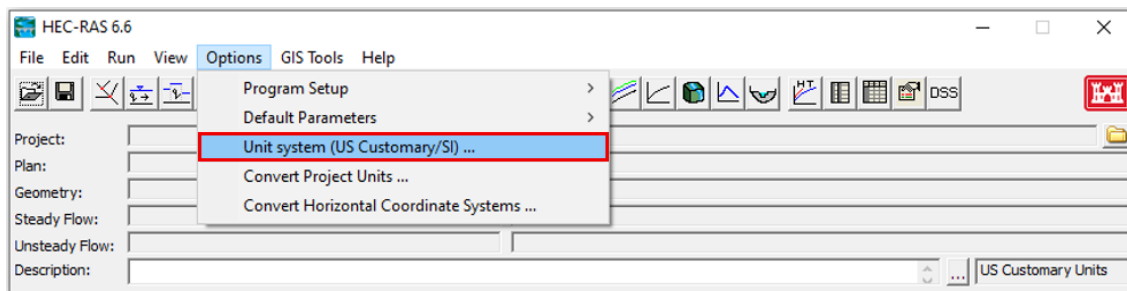 HEC-RAS 6.6
File Edit Run View Options GIS Tools Help
Program Setup
HT
DSS
Default Parameters
Project:
Unit system (US Customary/SI) ...
Plan:
Convert Project Units ...
Geometry:
Convert Horizontal Coordinate Systems ...
Steady Flow:
Unsteady Flow:
Description:
...
US Customary Units